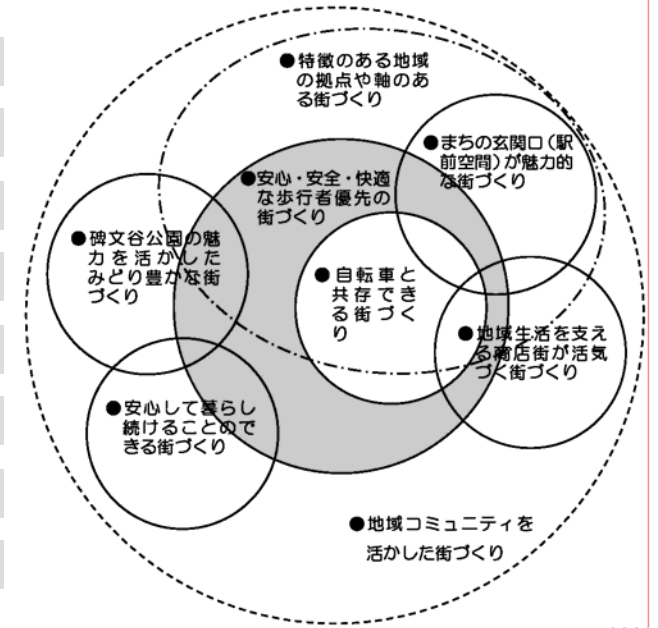 ●特徴のある地域
の拠点や軸のあ
る街づくり
●まちの玄関口（駅
前空間）が魅力的
な街づくり
●安心・安全・快適
な歩行者優先の
街づくり
●碑文谷公園の魅
力を活かした
みどり豊かな街
づくり
●自転車と
共存でき
る街づく
り
●地域生活を支え
る商店街が活気
づく街づくり
●安心して暮らし
続けることので
きる街づくり
●地域コミュニティを
活かした街づくり